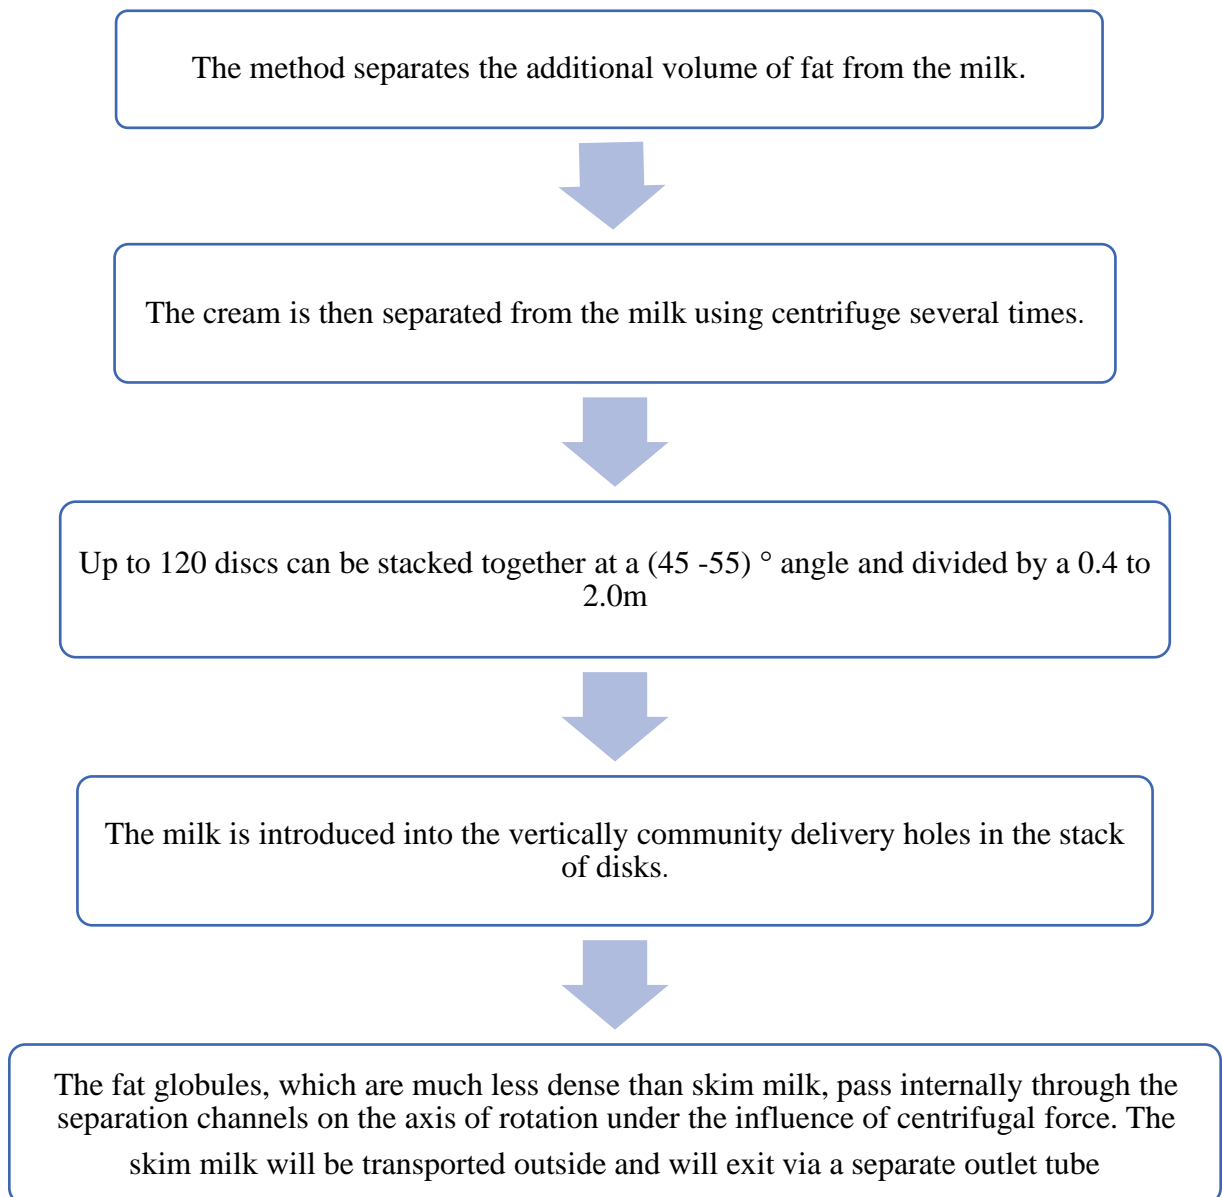 The method separates the additional volume of fat from the milk.
The cream is then separated from the milk using centrifuge several times.
Up to 120 discs can be stacked together at a (45 -55) ° angle and divided by a 0.4 to
2.0m
The milk is introduced into the vertically community delivery holes in the stack
of disks.
The fat globules, which are much less dense than skim milk, pass internally through the
separation channels on the axis of rotation under the influence of centrifugal force. The
skim milk will be transported outside and will exit via a separate outlet tube